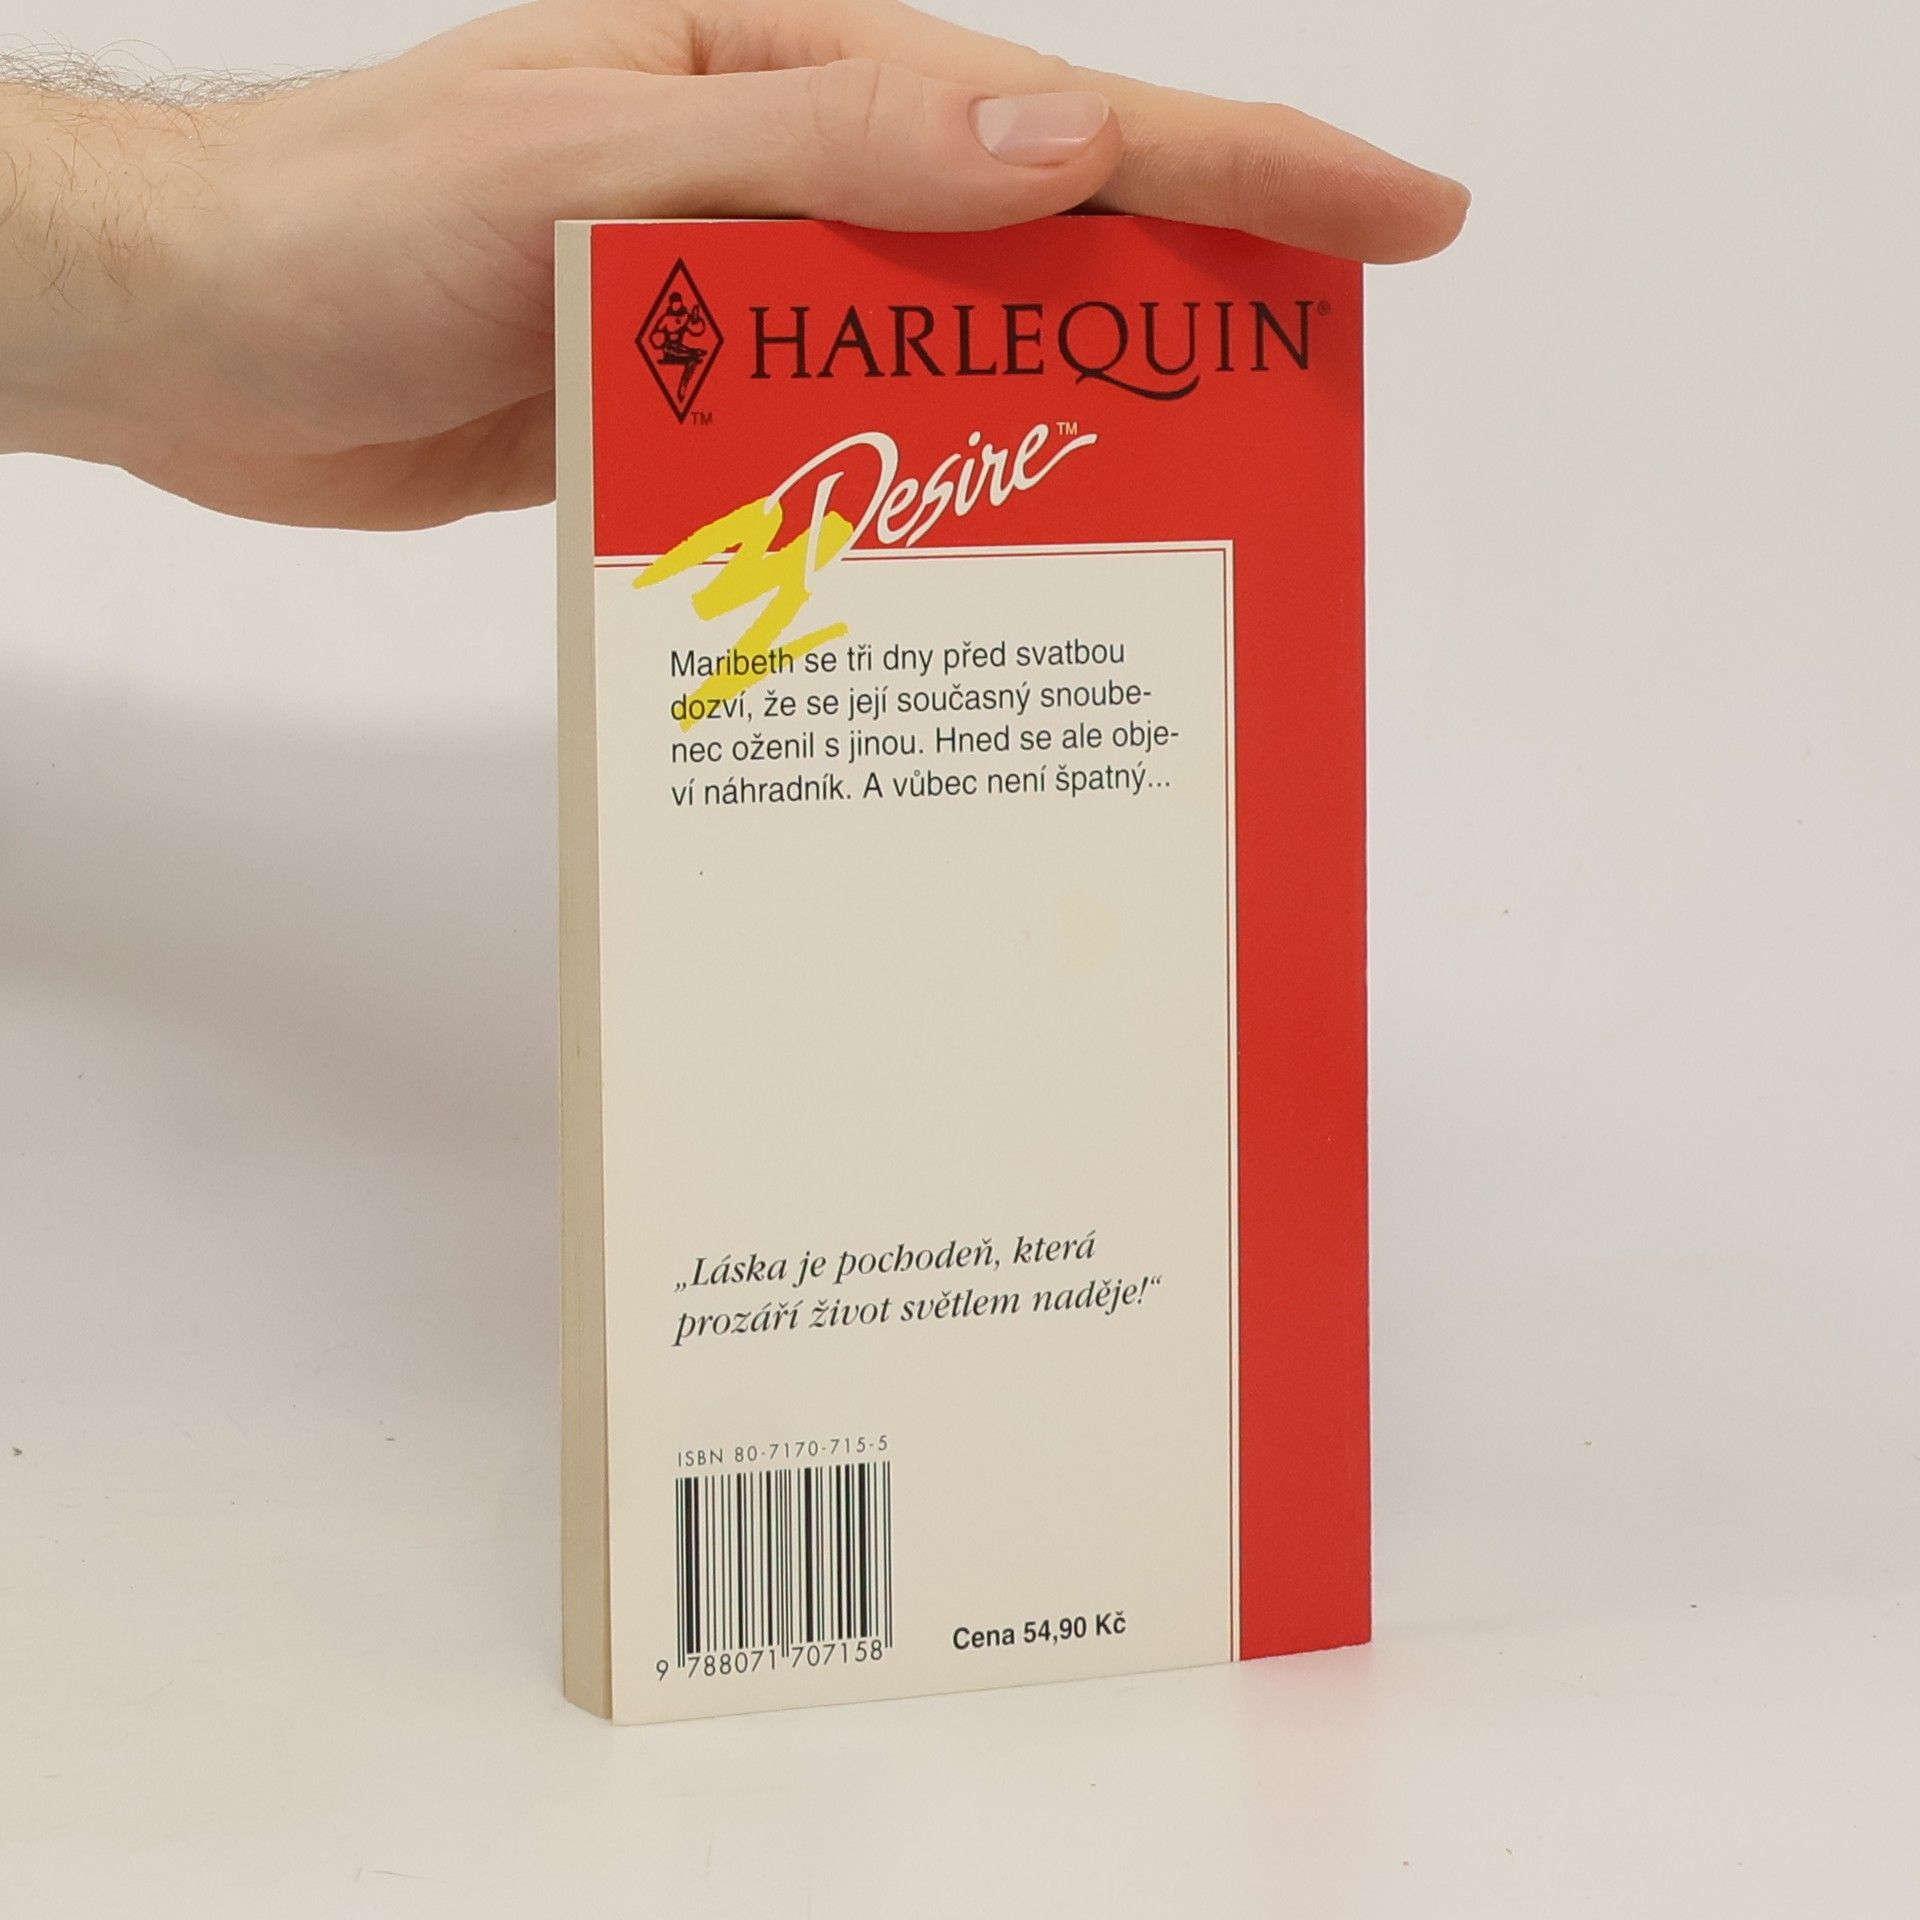 HARLEQUIN®
TM
Desire™
Maribeth se tři dny před svatbou
dozví, že se její současný snoube-
nec oženil s jinou. Hned se ale obje-
ví náhradník. A vůbec není špatný...
„Láska je pochodeň, která
prozáří život světlem naděje!“
ISBN 80-7170-715-5
9 788071 707158
Cena 54,90 Kč